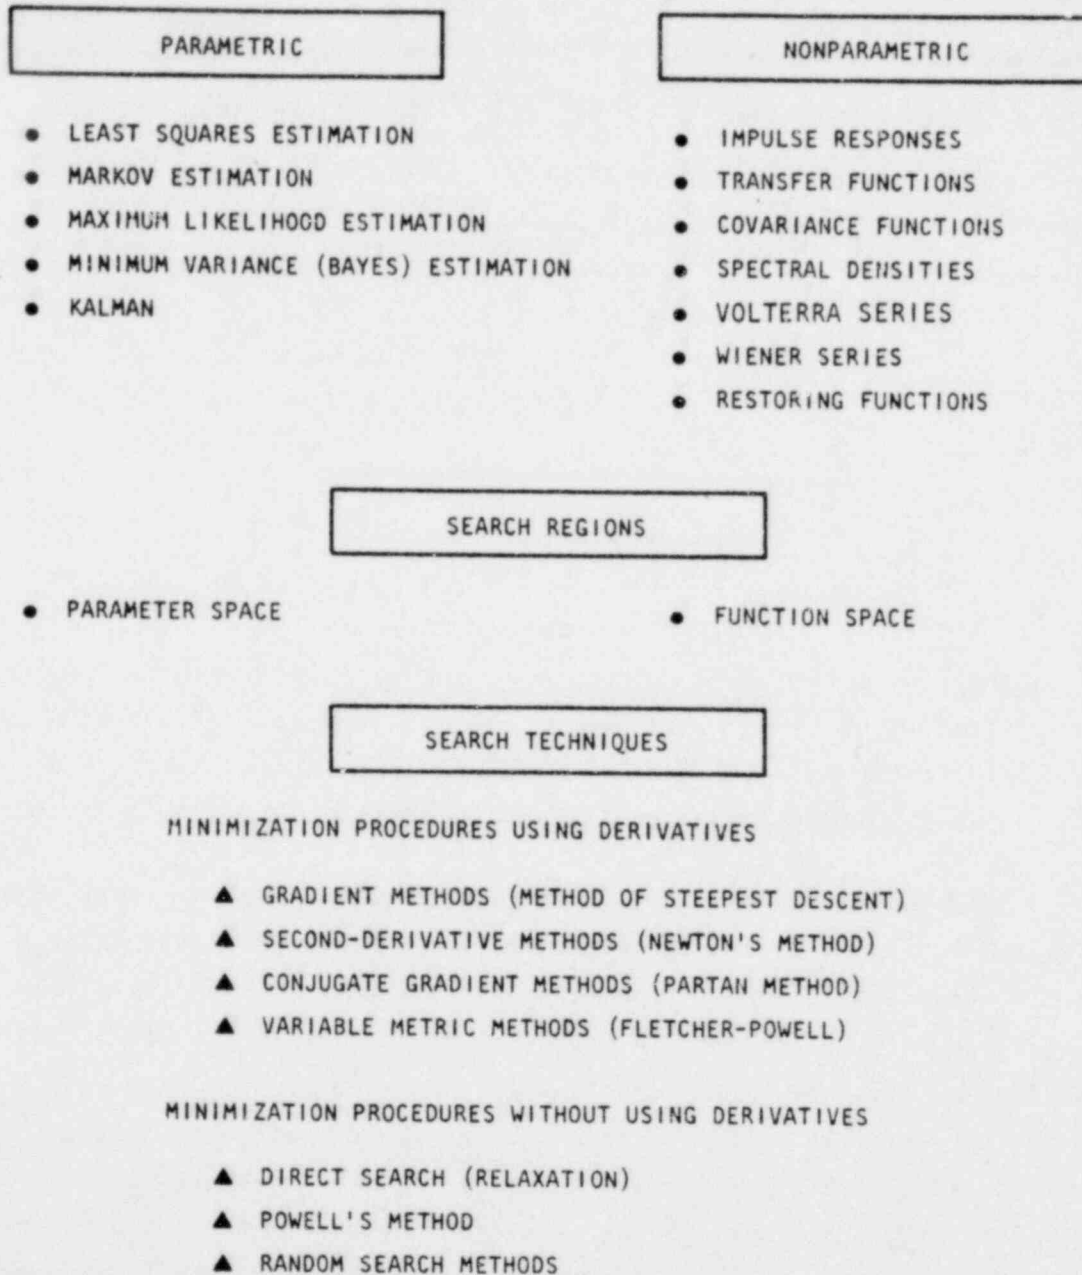 PARAMETRIC
NONPARAMETRIC
● LEAST SQUARES ESTIMATION
● MARKOV ESTIMATION
● MAXIMUM LIKELIHOOD ESTIMATION
● MINIMUM VARIANCE (BAYES) ESTIMATION
● KALMAN
● IMPULSE RESPONSES
● TRANSFER FUNCTIONS
● COVARIANCE FUNCTIONS
● SPECTRAL DENSITIES
● VOLTERRA SERIES
● WIENER SERIES
● RESTORING FUNCTIONS
SEARCH REGIONS
● PARAMETER SPACE
● FUNCTION SPACE
SEARCH TECHNIQUES
MINIMIZATION PROCEDURES USING DERIVATIVES
▲ GRADIENT METHODS (METHOD OF STEEPEST DESCENT)
▲ SECOND-DERIVATIVE METHODS (NEWTON'S METHOD)
▲ CONJUGATE GRADIENT METHODS (PARTAN METHOD)
▲ VARIABLE METRIC METHODS (FLETCHER-POWELL)
MINIMIZATION PROCEDURES WITHOUT USING DERIVATIVES
▲ DIRECT SEARCH (RELAXATION)
▲ POWELL'S METHOD
▲ RANDOM SEARCH METHODS